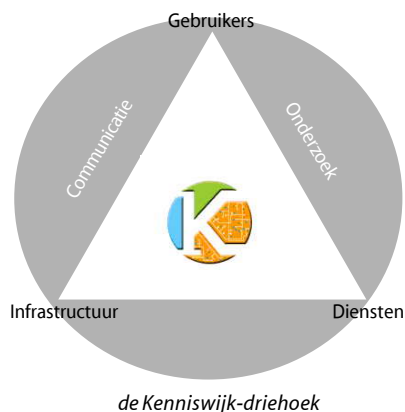 Gebruikers
Communicatie
Onderzoek
K
Infrastructuur
Diensten
de Kenniswijk-driehoek